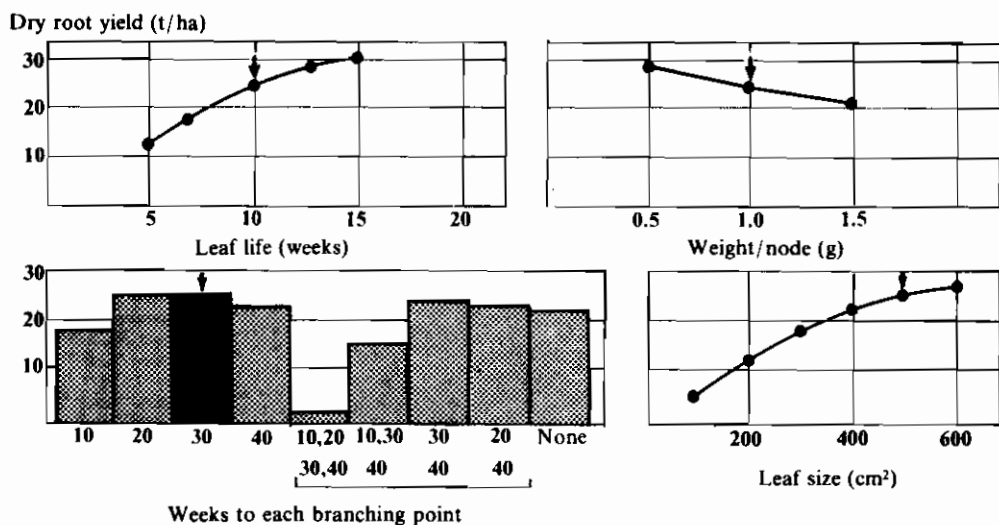 Dry root yield (t/ha)
30
20
10
5 10 15 20
Leaf life (weeks)
0.5 1.0 1.5
Weight/node (g)
30
20
10
10 20 30 40 10,20 10,30 30 20 None
30,40 40 40 40
Weeks to each branching point
200 400 600
Leaf size (cm²)